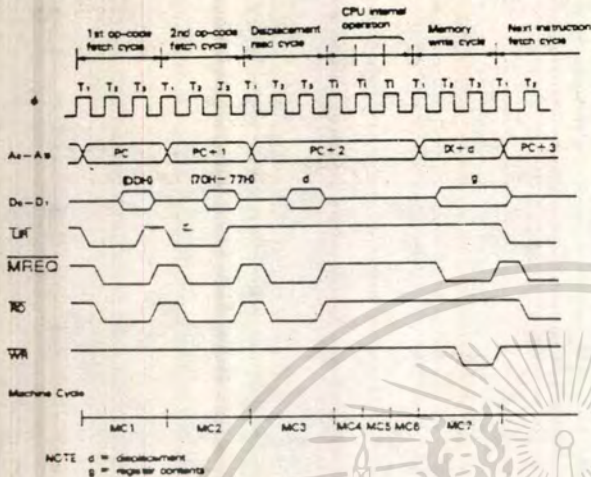 1st op-code fetch cycle
2nd op-code fetch cycle
Displacement read cycle
CPU internal operation
Memory write cycle
Next instruction fetch cycle
T₁ T₂ T₃ T₁ T₂ T₃ T₁ T₂ T₃ Ti Ti Ti T₁ T₂ T₃ T₁ T₂
φ
PC PC+1 PC+2 IX+d PC+3
(DDH) (70H-77H) d g
LIR
MREQ
RD
WR
Machine Cycle
MC1 MC2 MC3 MC4 MC5 MC6 MC7
NOTE d = displacement
g = register contents